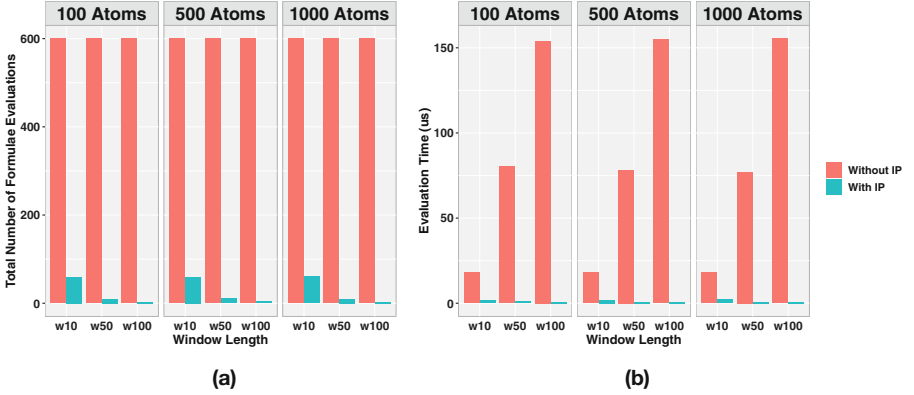 100 Atoms 500 Atoms 1000 Atoms
Total Number of Formulae Evaluations
600
400
200
0
w10 w50 w100 w10 w50 w100 w10 w50 w100
Window Length
(a)
100 Atoms 500 Atoms 1000 Atoms
Evaluation Time (us)
150
100
50
0
w10 w50 w100 w10 w50 w100 w10 w50 w100
Window Length
(b)
Without IP
With IP